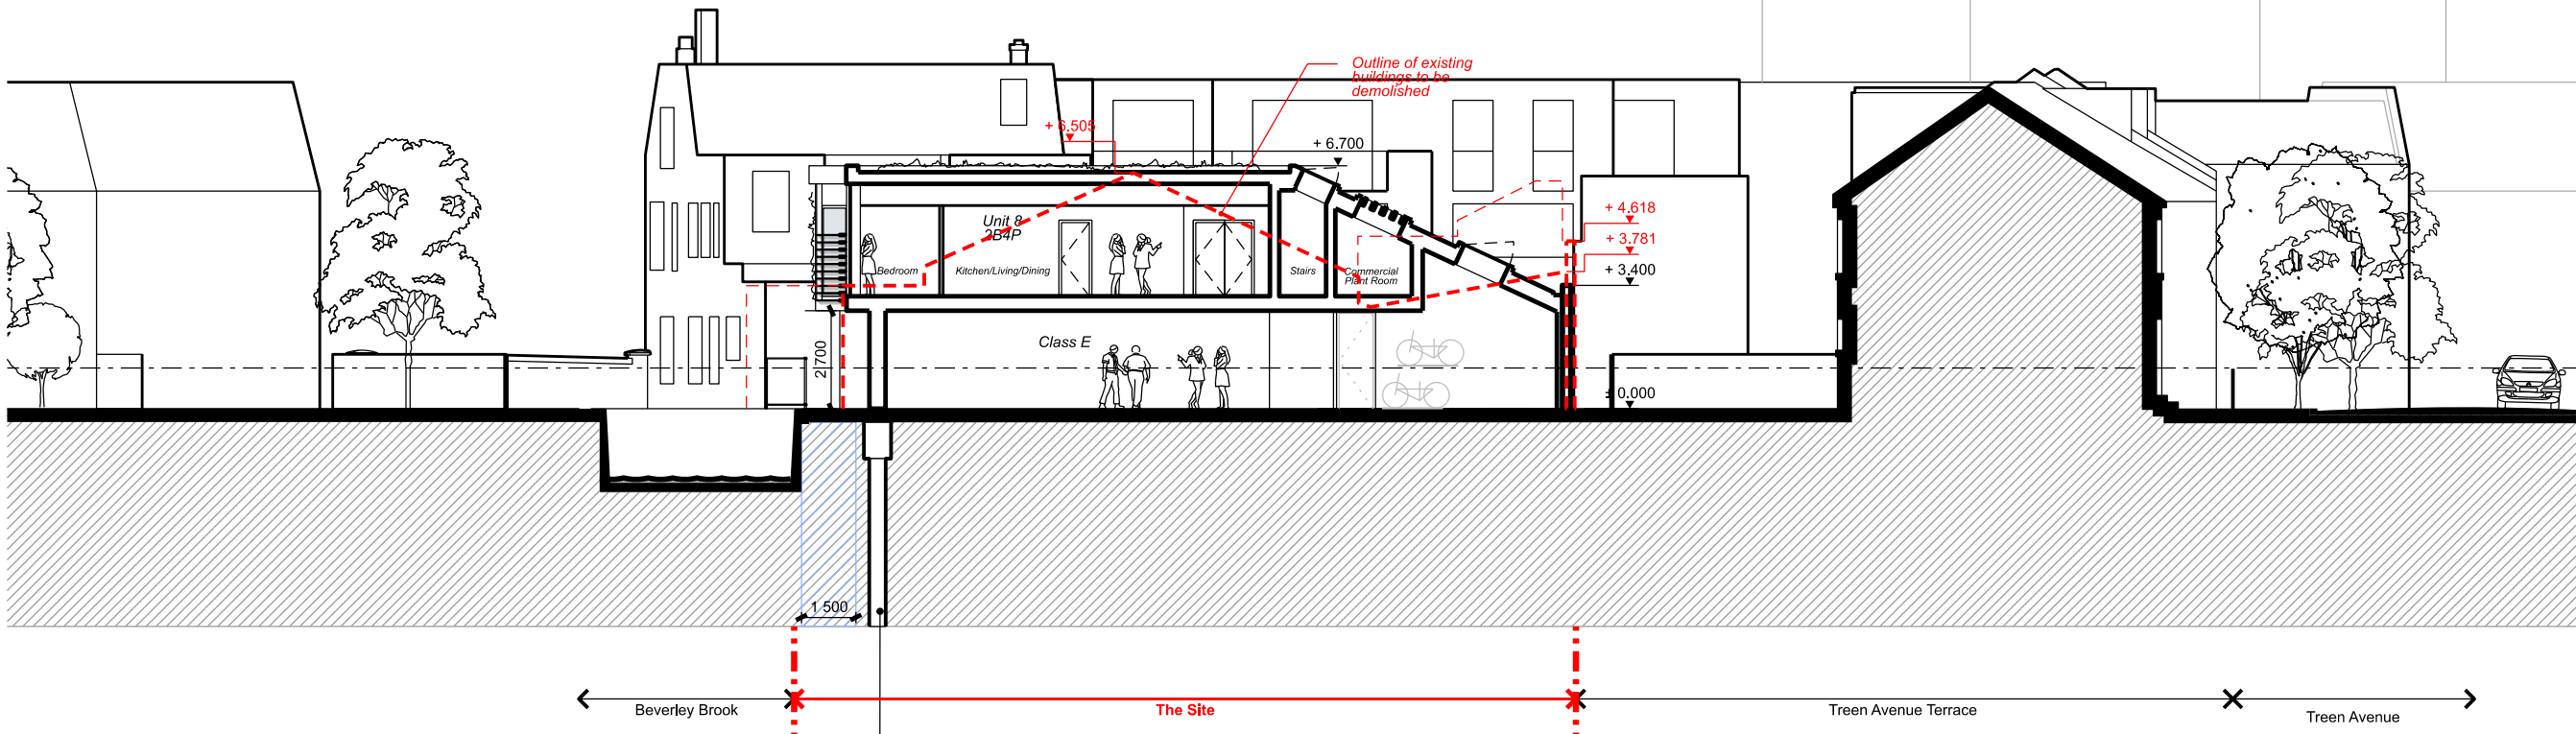 Outline of existing
buildings to be
demolished
+ 6.505
+ 6.700
+ 4.618
+ 3.781
+ 3.400
± 0.000
Unit 8
2B4P
Bedroom
Kitchen/Living/Dining
Stairs
Commercial
Plant Room
Class E
2 700
1 500
Beverley Brook
The Site
Treen Avenue Terrace
Treen Avenue